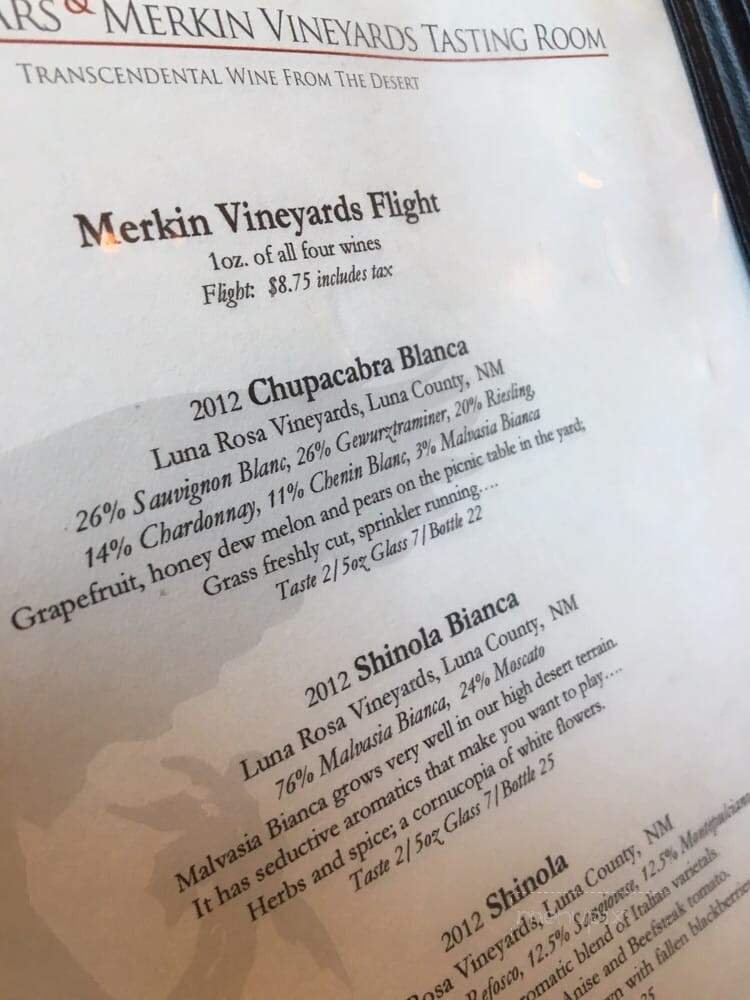 & MERKIN VINEYARDS TASTING ROOM
TRANSCENDENTAL WINE FROM THE DESERT
Merkin Vineyards Flight
1oz. of all four wines
Flight: $8.75 includes tax
2012 Chupacabra Blanca
Luna Rosa Vineyards, Luna County, NM
26% Sauvignon Blanc, 26% Gewurztraminer, 20% Riesling,
14% Chardonnay, 11% Chenin Blanc, 3% Malvasia Bianca
Grapefruit, honey dew melon and pears on the picnic table in the yard;
Grass freshly cut, sprinkler running....
Taste 2/5oz Glass 7/Bottle 22
2012 Shinola Bianca
Luna Rosa Vineyards, Luna County, NM
76% Malvasia Bianca, 24% Moscato
Malvasia Bianca grows very well in our high desert terrain.
It has seductive aromatics that make you want to play....
Herbs and spice; a cornucopia of white flowers.
Taste 2/5oz Glass 7/Bottle 25
2012 Shinola
Vineyards, Luna County, NM
Refosco, 12.5% Sangiovese, 12.5%
blend of Italian varietals.
Anise and Beefsteak tomato.
with fallen blackberries